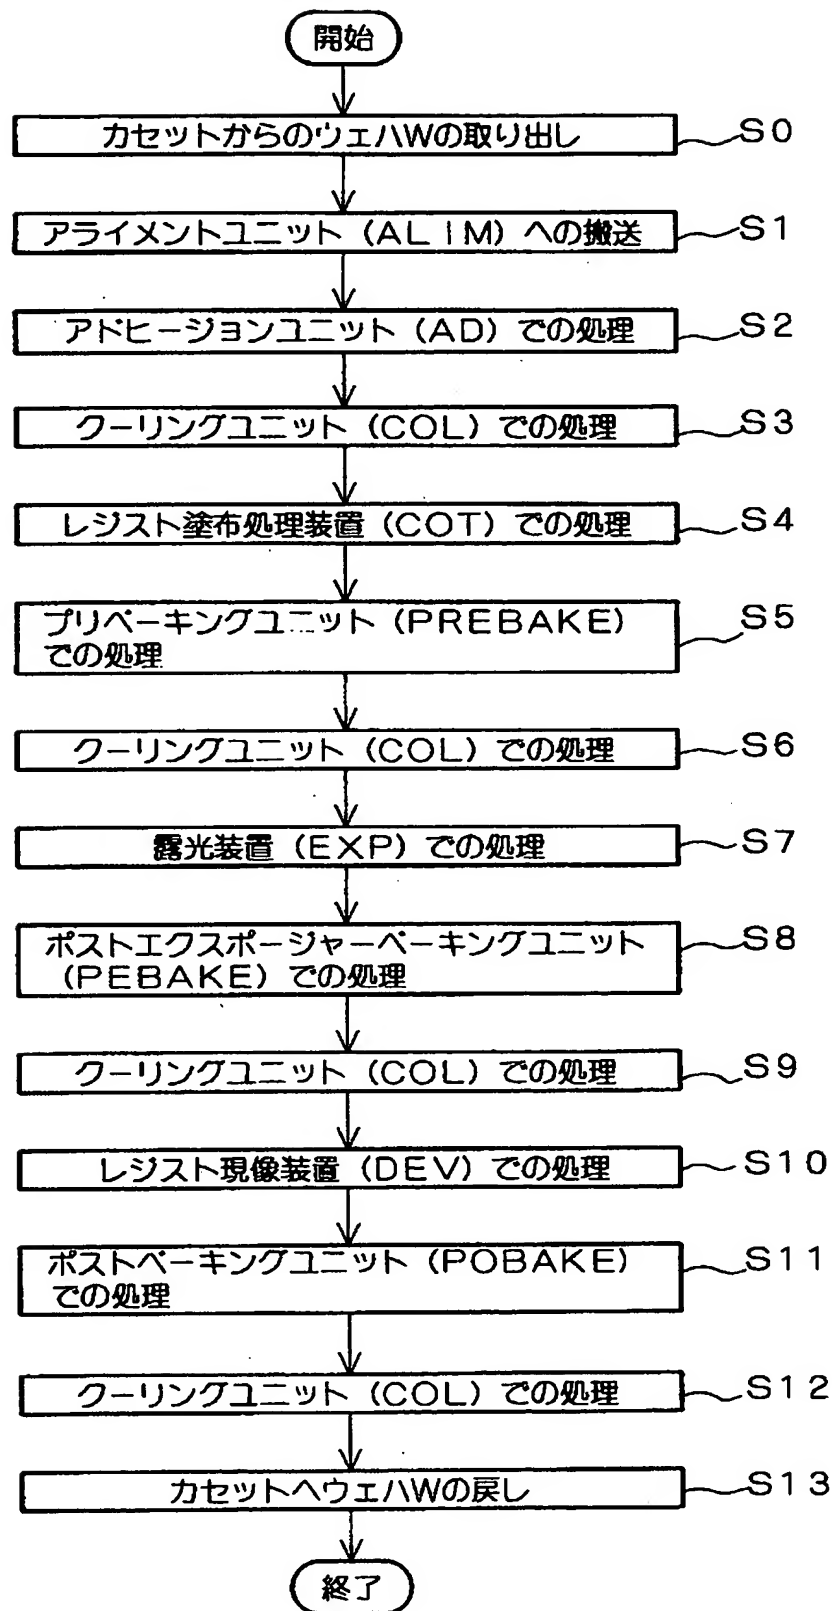 開始
カセットからのウェハWの取り出し S0
アライメントユニット（ALIM）への搬送 S1
アドヒージョンユニット（AD）での処理 S2
クーリングユニット（COL）での処理 S3
レジスト塗布処理装置（COT）での処理 S4
プリベーキングユニット（PREBAKE） S5
での処理
クーリングユニット（COL）での処理 S6
露光装置（EXP）での処理 S7
ポストエクスポージャーベーキングユニット S8
（PEBAKE）での処理
クーリングユニット（COL）での処理 S9
レジスト現像装置（DEV）での処理 S10
ポストベーキングユニット（POBAKE） S11
での処理
クーリングユニット（COL）での処理 S12
カセットへウェハWの戻し S13
終了